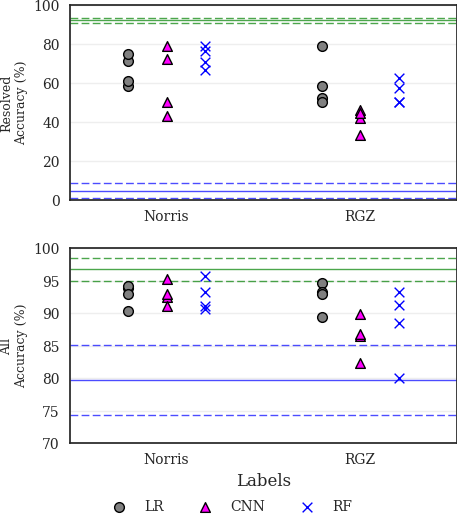 100
80
60
40
20
0
Resolved
Accuracy (%)
Norris RGZ
100
95
90
85
80
75
70
All
Accuracy (%)
Norris RGZ
Labels
LR CNN RF